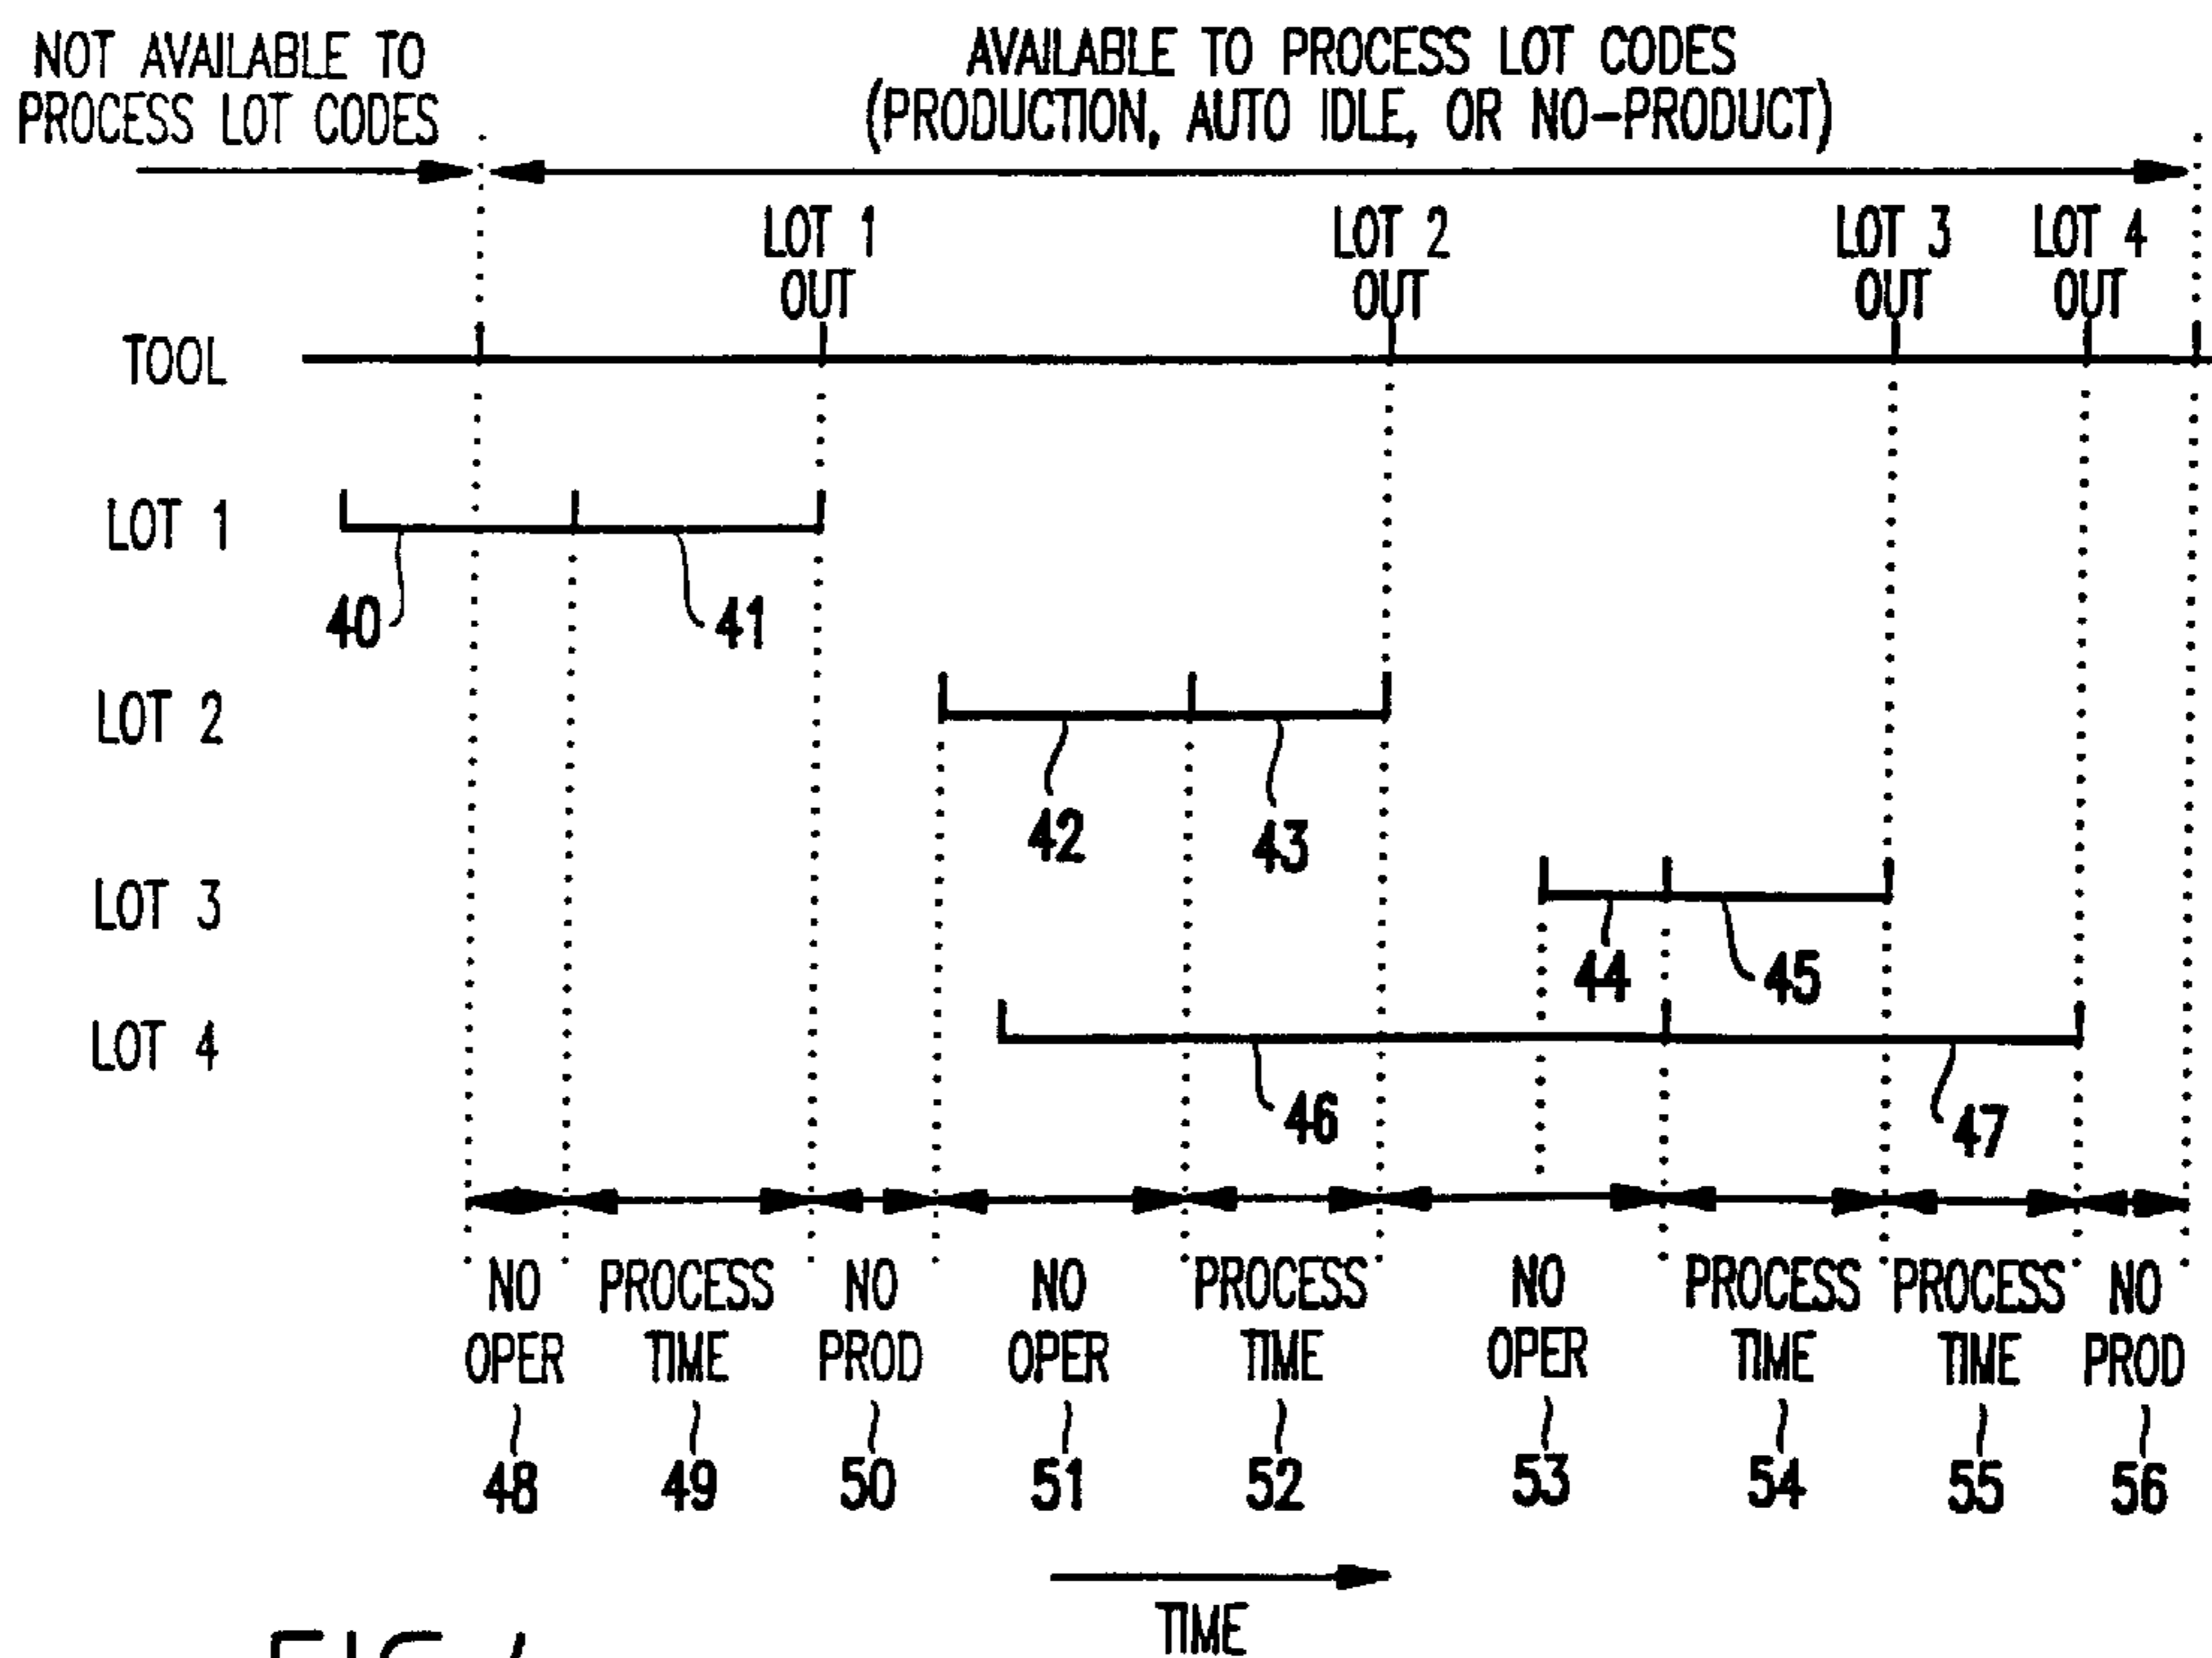 NOT AVAILABLE TO
PROCESS LOT CODES
AVAILABLE TO PROCESS LOT CODES
(PRODUCTION, AUTO IDLE, OR NO-PRODUCT)
LOT 1
OUT
LOT 2
OUT
LOT 3
OUT
LOT 4
OUT
TOOL
LOT 1
40
41
LOT 2
42
43
LOT 3
44
45
LOT 4
46
47
NO
OPER
48
PROCESS
TIME
49
NO
PROD
50
NO
OPER
51
PROCESS
TIME
52
NO
OPER
53
PROCESS
TIME
54
PROCESS
TIME
55
NO
PROD
56
TIME